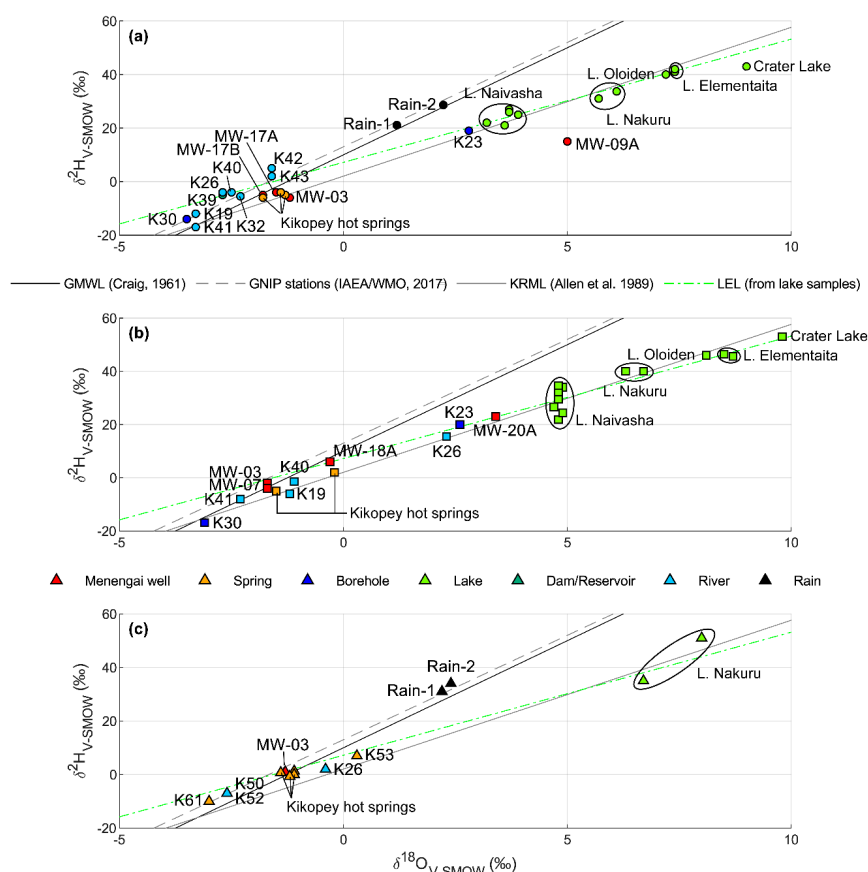 60
(a)
40
20
0
-20
-5
0
5
10
δ²H V-SMOW (‰)
Crater Lake
L. Oloiden
L. Elementaita
L. Naivasha
L. Nakuru
Rain-2
Rain-1
MW-17A
MW-17B
K23
MW-09A
K42
K40
K26
K43
K39
MW-03
K30
K19
K41
K32
Kikopey hot springs
GMWL (Craig, 1961)
GNIP stations (IAEA/WMO, 2017)
KRML (Allen et al. 1989)
LEL (from lake samples)
60
(b)
40
20
0
-20
-5
0
5
10
δ²H V-SMOW (‰)
Crater Lake
L. Oloiden
L. Elementaita
L. Nakuru
L. Naivasha
K23
MW-20A
K26
MW-18A
MW-03
K40
MW-07
K41
K19
K30
Kikopey hot springs
Menengai well
Spring
Borehole
Lake
Dam/Reservoir
River
Rain
60
(c)
40
20
0
-20
-5
0
5
10
δ²H V-SMOW (‰)
Rain-2
Rain-1
L. Nakuru
MW-03
K53
K26
K50
K52
K61
Kikopey hot springs
δ¹⁸O V-SMOW (‰)